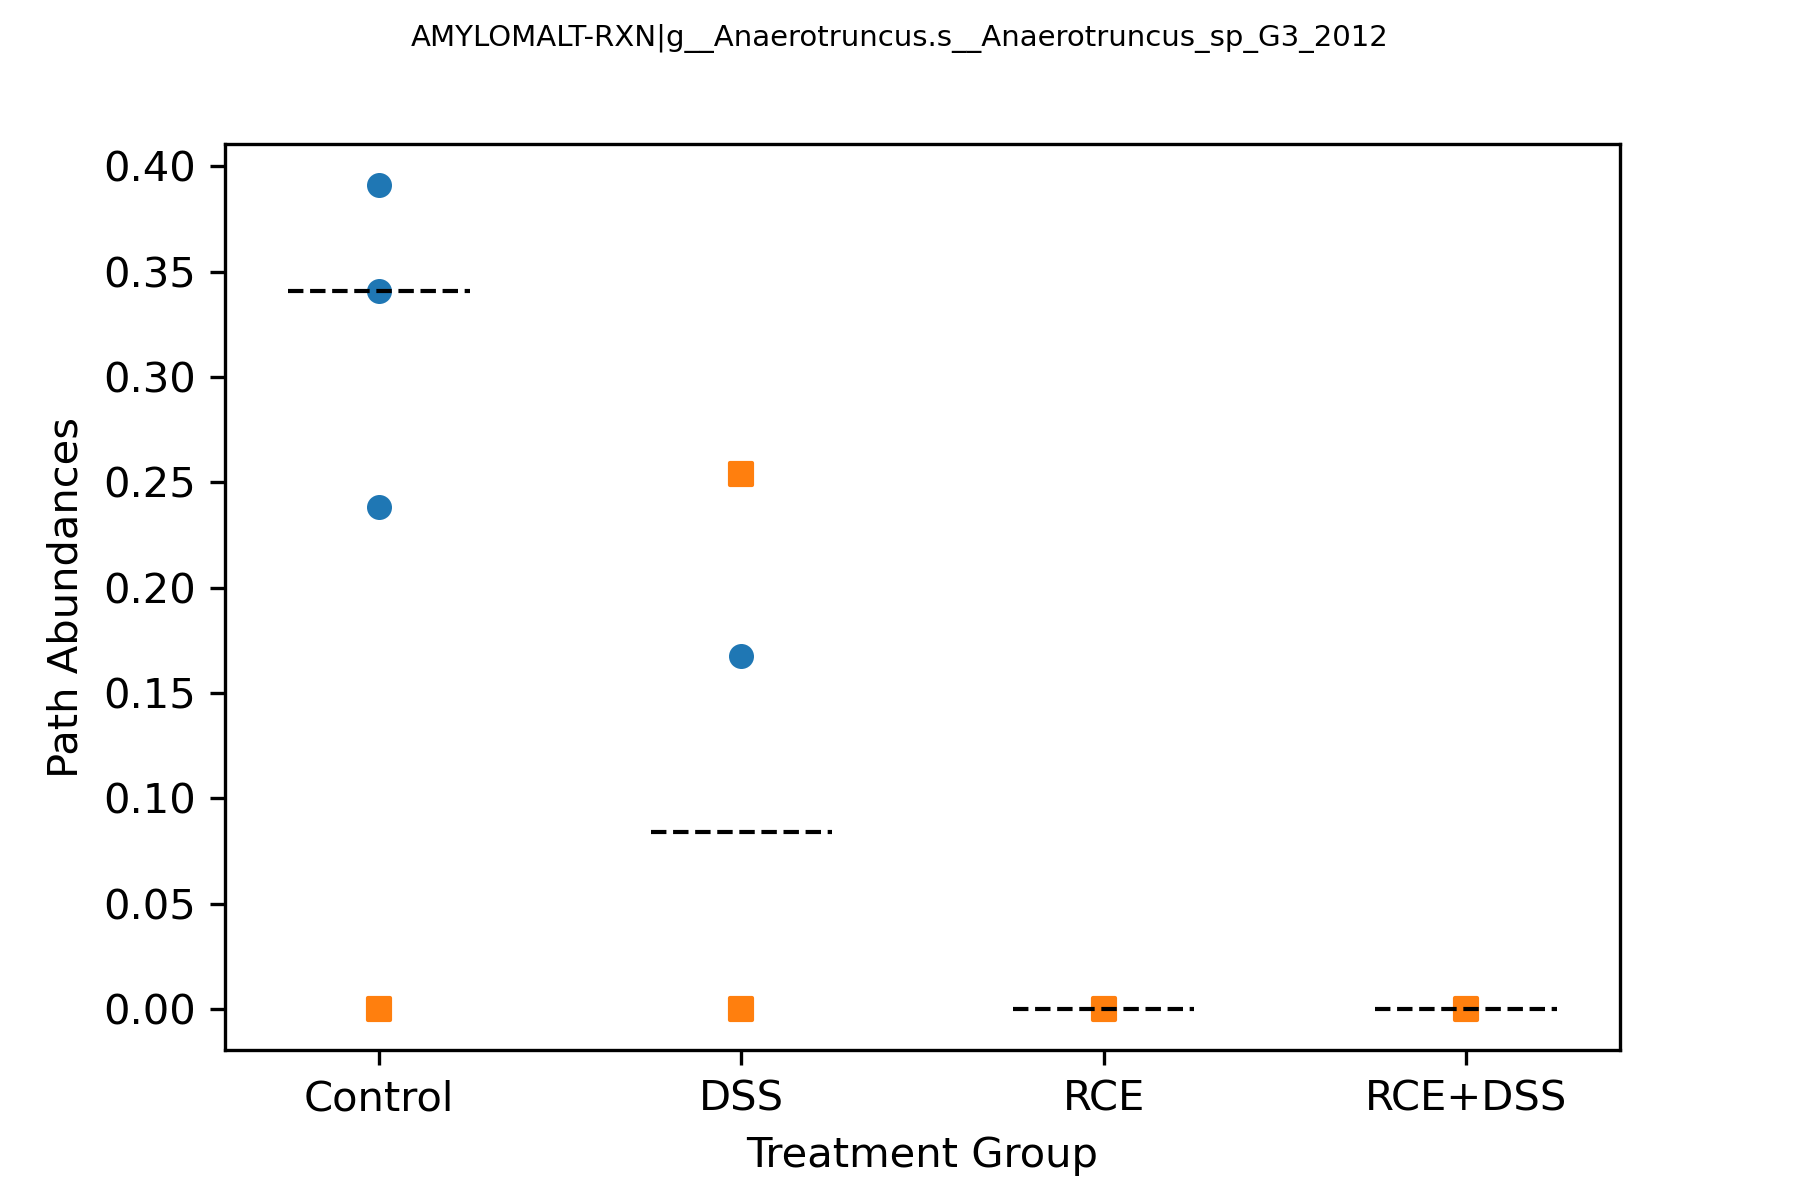 AMYLOMALT-RXN|g__Anaerotruncus.s__Anaerotruncus_sp_G3_2012
0.40
0.35
0.30
0.25
0.20
0.15
0.10
0.05
0.00
Path Abundances
Control DSS RCE RCE+DSS
Treatment Group